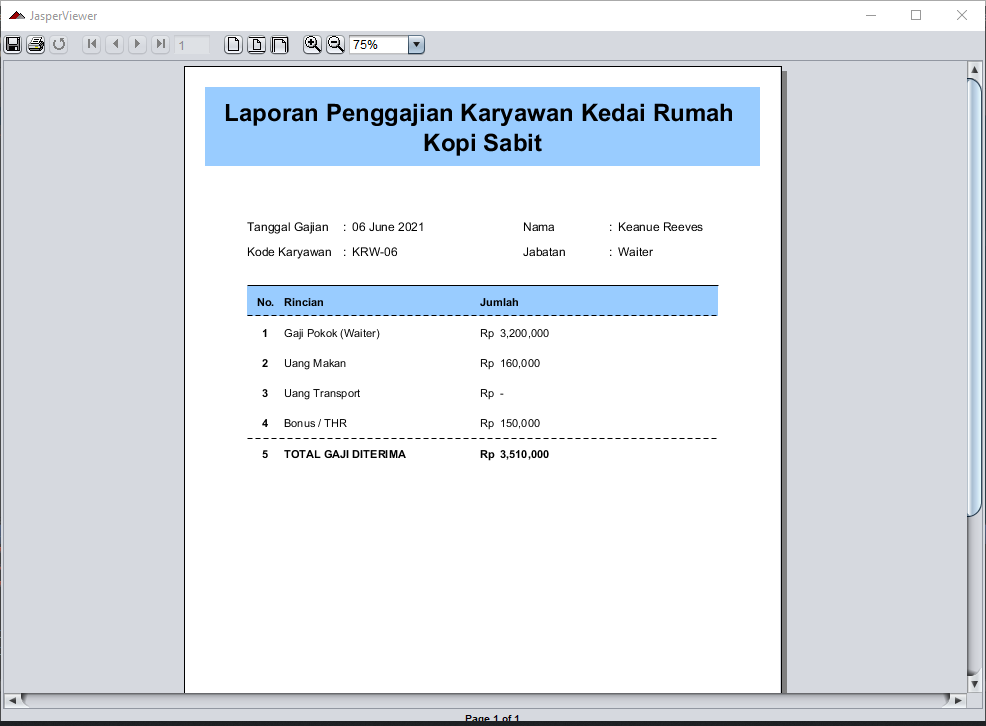 JasperViewer
1
75%
Laporan Penggajian Karyawan Kedai Rumah
Kopi Sabit
Tanggal Gajian : 06 June 2021 Nama : Keanue Reeves
Kode Karyawan : KRW-06 Jabatan : Waiter
No. Rincian Jumlah
1 Gaji Pokok (Waiter) Rp 3,200,000
2 Uang Makan Rp 160,000
3 Uang Transport Rp -
4 Bonus / THR Rp 150,000
5 TOTAL GAJI DITERIMA Rp 3,510,000
Page 1 of 1